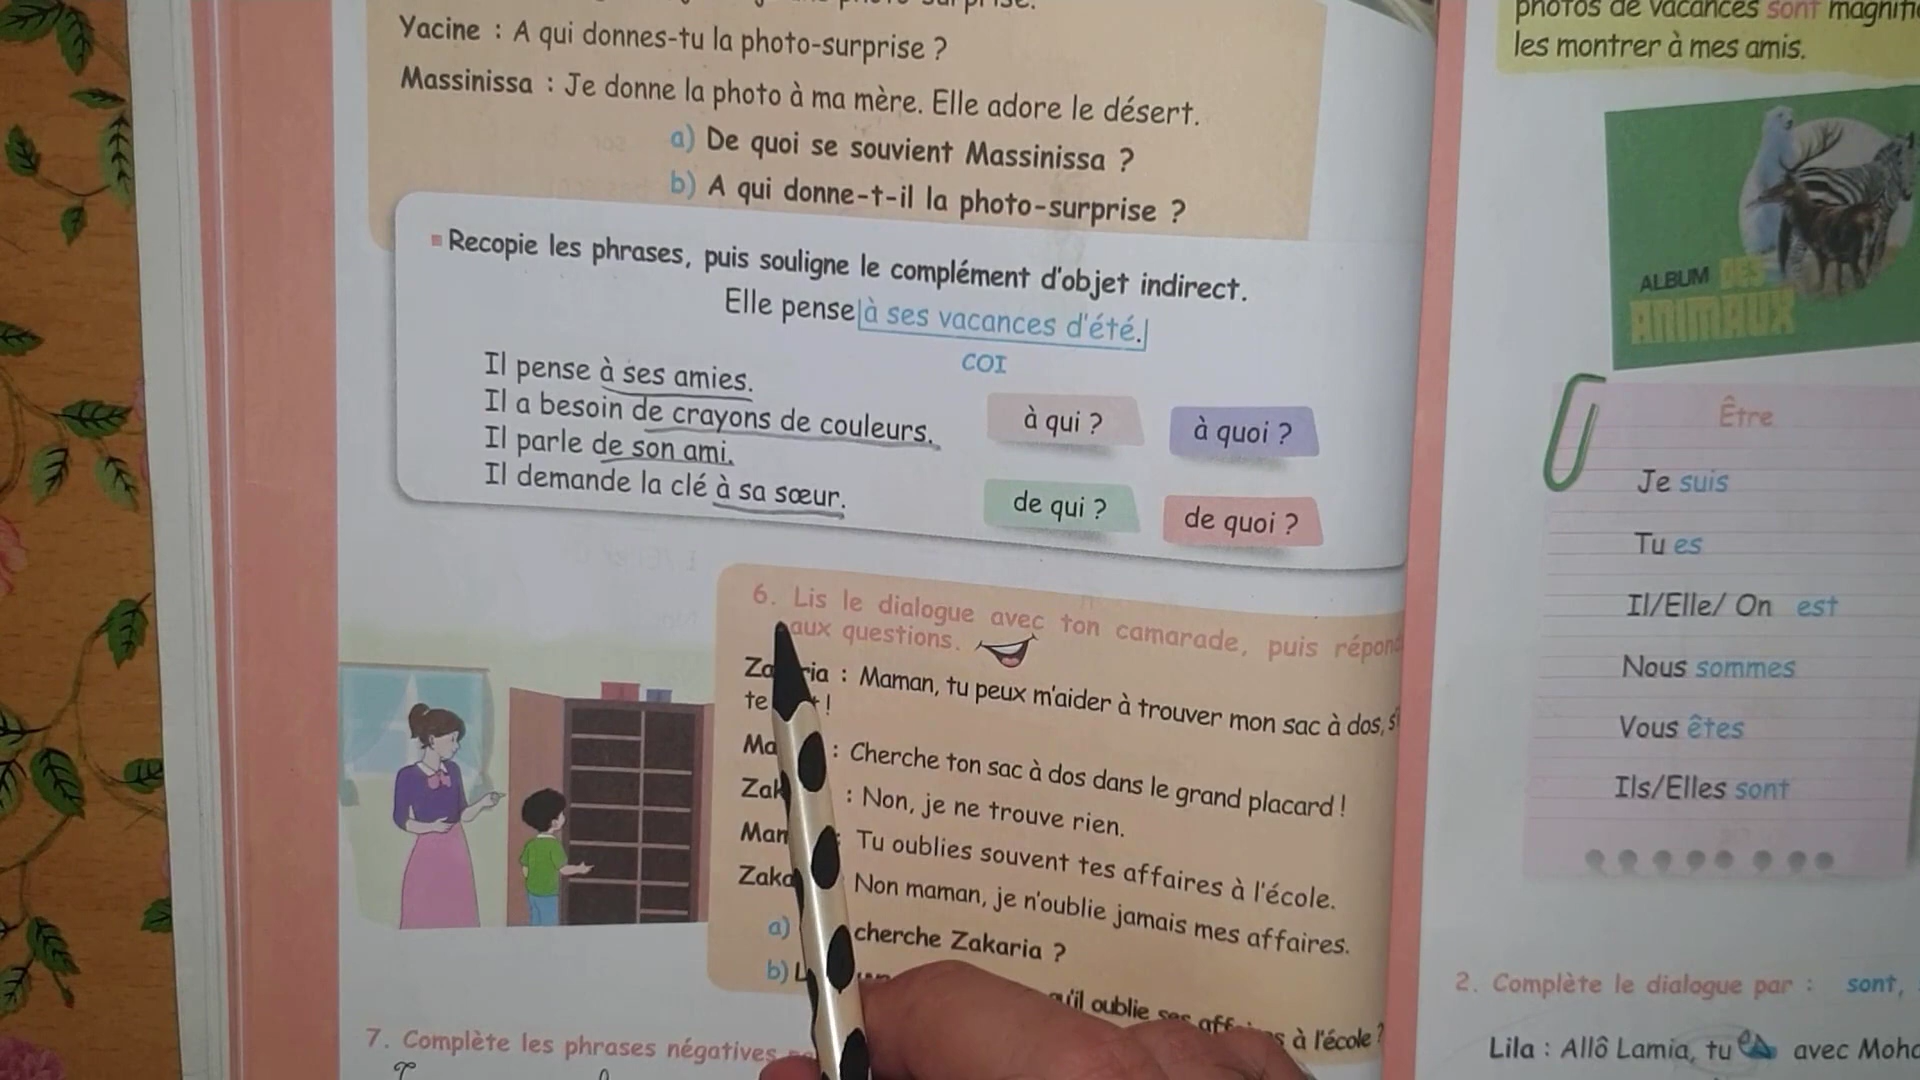 Yacine : A qui donnes-tu la photo-surprise ?
Massinissa : Je donne la photo à ma mère. Elle adore le désert.
a) De quoi se souvient Massinissa ?
b) A qui donne-t-il la photo-surprise ?
Recopie les phrases, puis souligne le complément d'objet indirect.
Elle pense à ses vacances d'été.
COI
Il pense à ses amies.
Il a besoin de crayons de couleurs.
Il parle de son ami.
Il demande la clé à sa sœur.
à qui ? à quoi ?
de qui ? de quoi ?
6. Lis le dialogue avec ton camarade, puis répond
aux questions.
: Maman, tu peux m'aider à trouver mon sac à dos,
te !
: Cherche ton sac à dos dans le grand placard !
: Non, je ne trouve rien.
Tu oublies souvent tes affaires à l'école.
Non maman, je n'oublie jamais mes affaires.
a) cherche Zakaria ?
b) qu'il oublie ses à l'école ?
7. Complète les phrases négatives
photos de vacances sont
les montrer à mes amis.
ALBUM DES
ANIMAUX
Être
Je suis
Tu es
Il/Elle/ On est
Nous sommes
Vous êtes
Ils/Elles sont
2. Complète le dialogue par : sont,
Lila : Allô Lamia, tu es avec